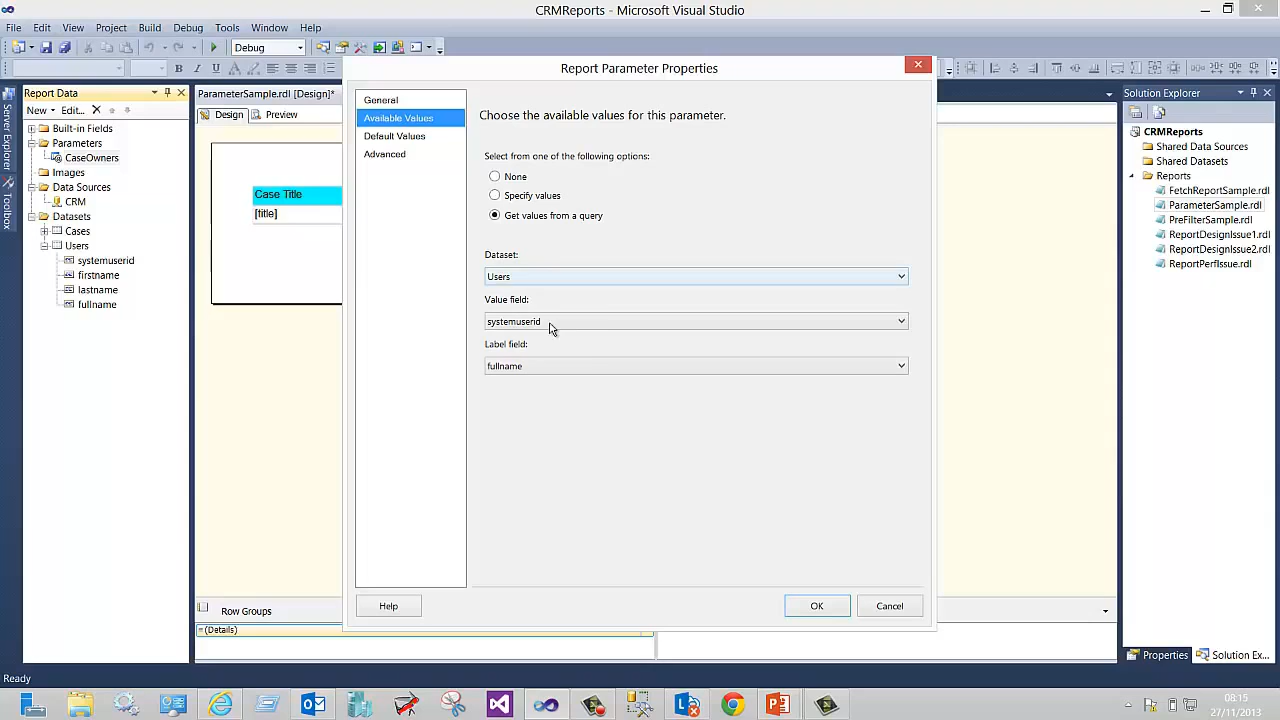 CRMReports - Microsoft Visual Studio
File Edit View Project Build Debug Tools Window Help
Debug
B I U
Report Data
New Edit...
Built-in Fields
Parameters
CaseOwners
Images
Data Sources
CRM
Datasets
Cases
Users
systemuserid
firstname
lastname
fullname
Server Explorer
Toolbox
ParameterSample.rdl [Design]*
Design Preview
Case Title
[title]
Row Groups
(Details)
Report Parameter Properties
General
Available Values
Default Values
Advanced
Choose the available values for this parameter.
Select from one of the following options:
None
Specify values
Get values from a query
Dataset:
Users
Value field:
systemuserid
Label field:
fullname
Help OK Cancel
Solution Explorer
CRMReports
Shared Data Sources
Shared Datasets
Reports
FetchReportSample.rdl
ParameterSample.rdl
PreFilterSample.rdl
ReportDesignIssue1.rdl
ReportDesignIssue2.rdl
ReportPerfIssue.rdl
Properties Solution Ex...
Ready
08:15
27/11/2013